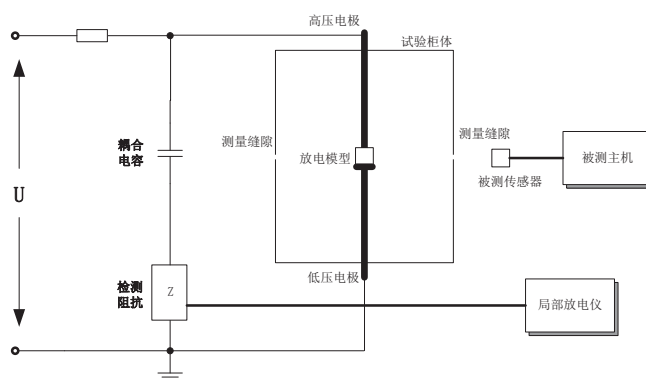 高压电极
试验柜体
耦合
电容
测量缝隙
放电模型
测量缝隙
被测传感器
被测主机
U
检测
阻抗
Z
低压电极
局部放电仪